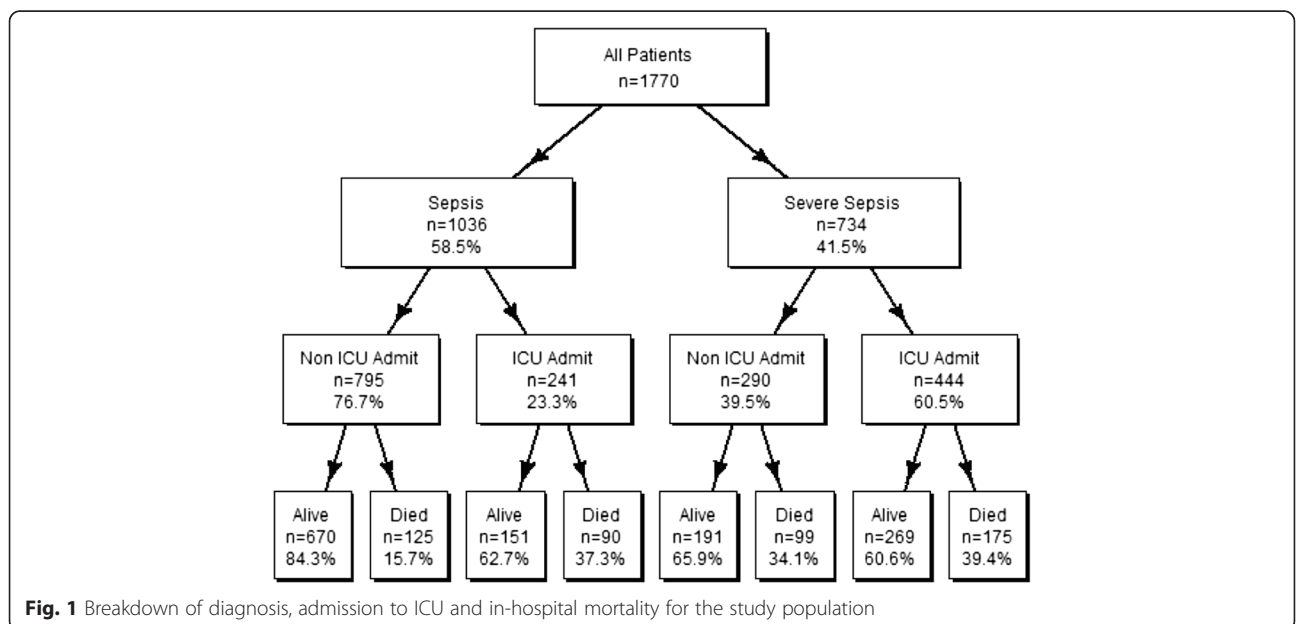 All Patients
n=1770
Sepsis
n=1036
58.5%
Severe Sepsis
n=734
41.5%
Non ICU Admit
n=795
76.7%
ICU Admit
n=241
23.3%
Non ICU Admit
n=290
39.5%
ICU Admit
n=444
60.5%
Alive
n=670
84.3%
Died
n=125
15.7%
Alive
n=151
62.7%
Died
n=90
37.3%
Alive
n=191
65.9%
Died
n=99
34.1%
Alive
n=269
60.6%
Died
n=175
39.4%
Fig. 1 Breakdown of diagnosis, admission to ICU and in-hospital mortality for the study population